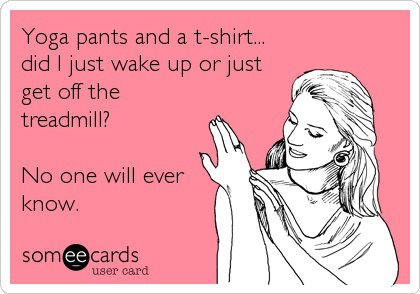 Yoga pants and a t-shirt...
did I just wake up or just
get off the
treadmill?
No one will ever
know.
someecards
user card